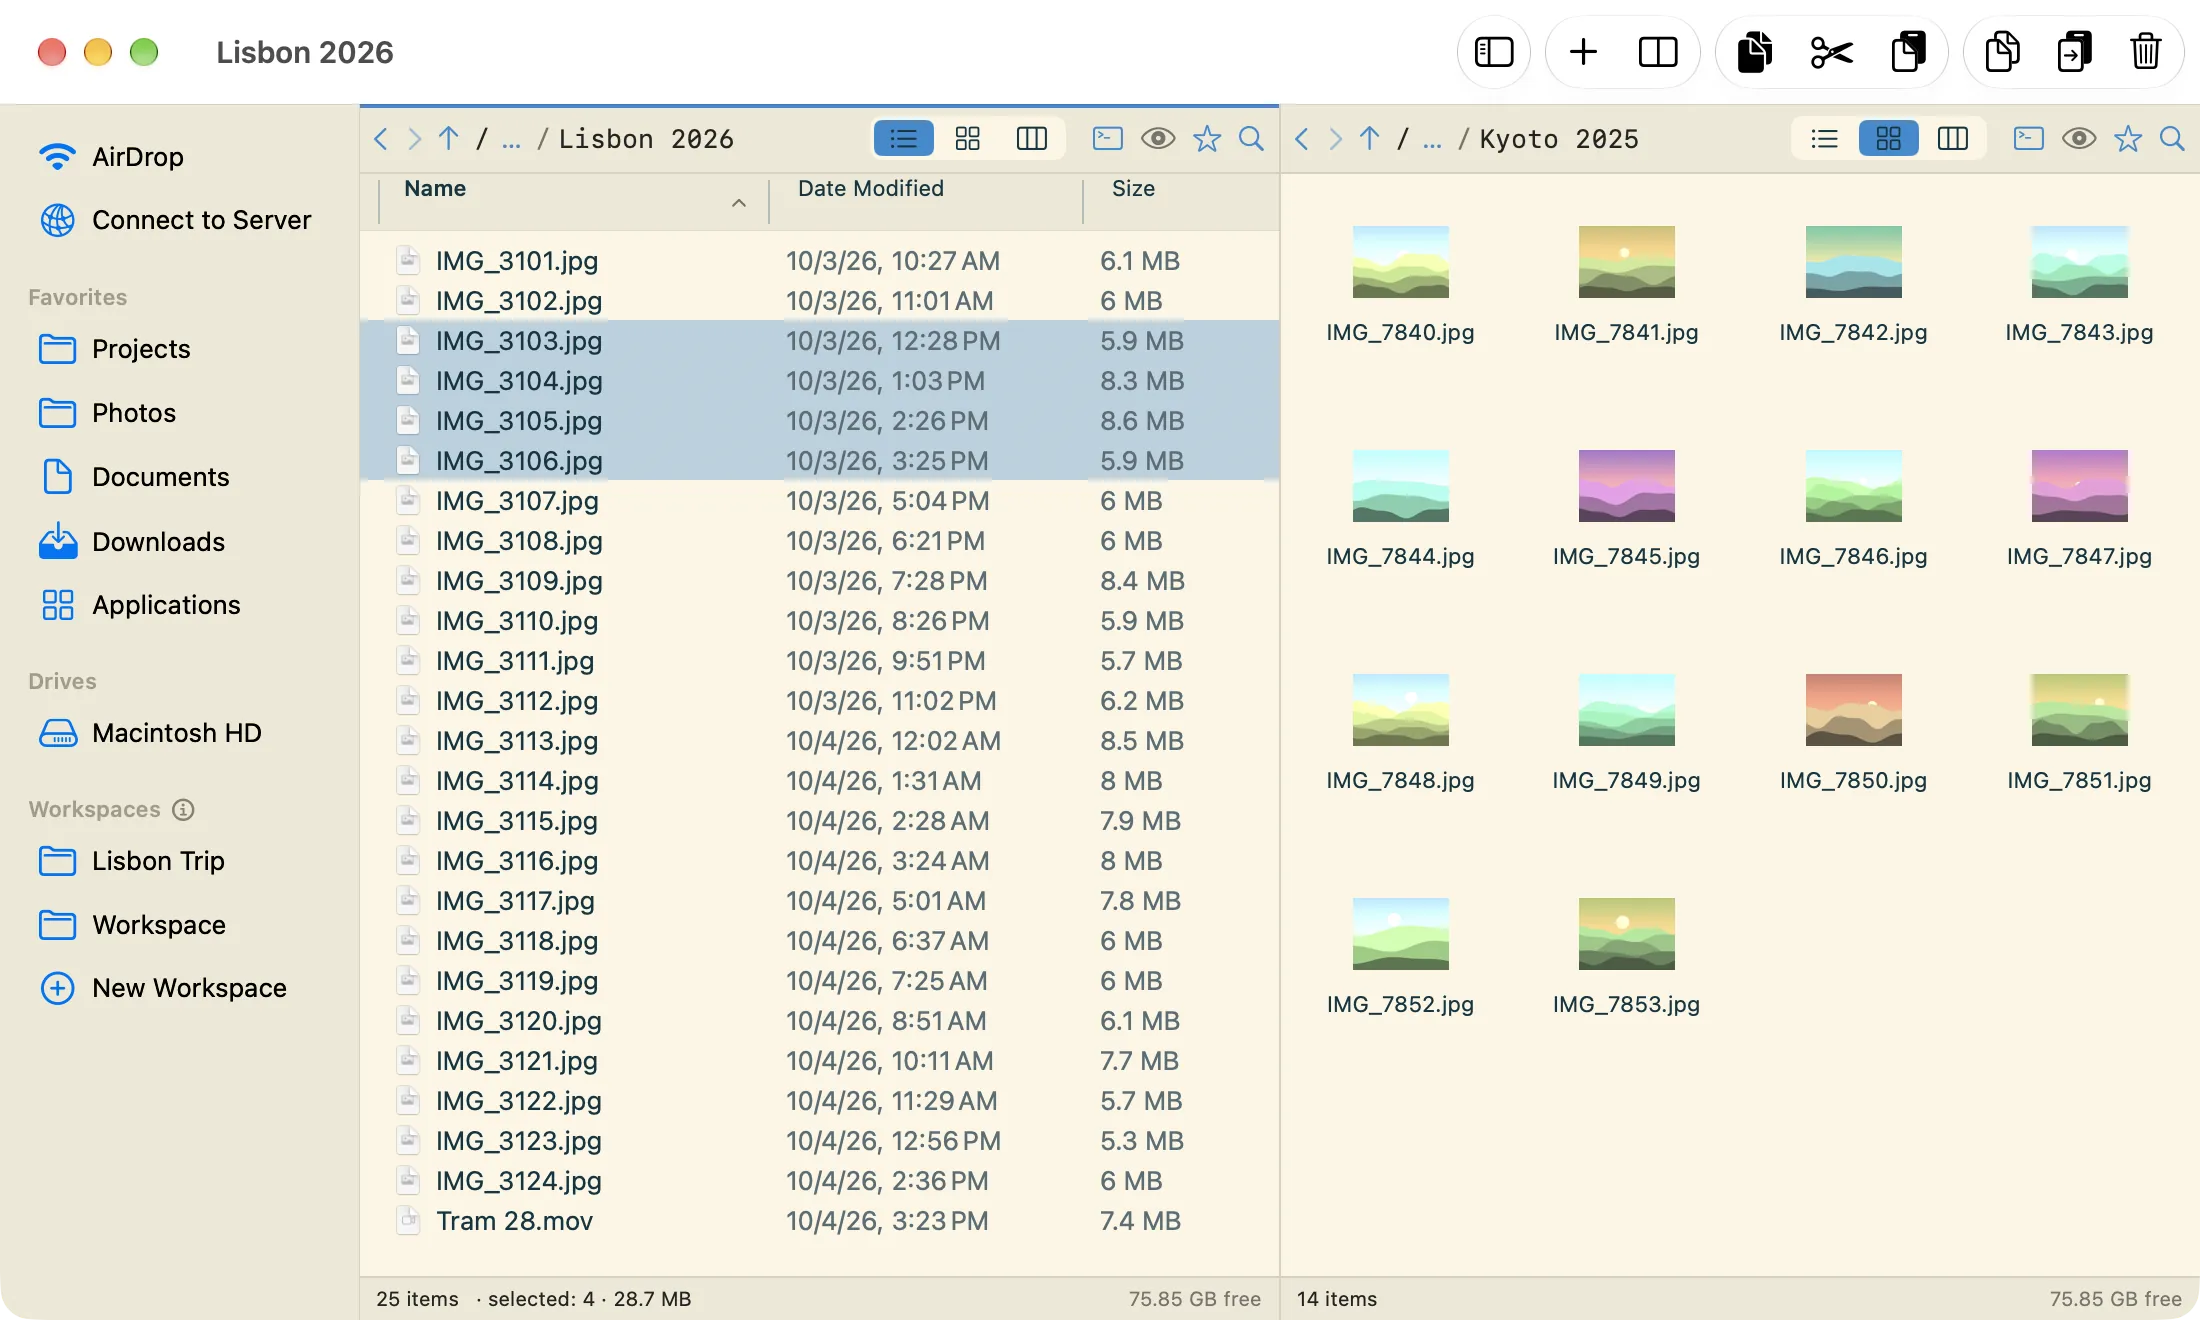 Lisbon 2026
AirDrop
Connect to Server
Favorites
Projects
Photos
Documents
Downloads
Applications
Drives
Macintosh HD
Workspaces
Lisbon Trip
Workspace
New Workspace
/ ... / Lisbon 2026
Name Date Modified Size
IMG_3101.jpg 10/3/26, 10:27 AM 6.1 MB
IMG_3102.jpg 10/3/26, 11:01 AM 6 MB
IMG_3103.jpg 10/3/26, 12:28 PM 5.9 MB
IMG_3104.jpg 10/3/26, 1:03 PM 8.3 MB
IMG_3105.jpg 10/3/26, 2:26 PM 8.6 MB
IMG_3106.jpg 10/3/26, 3:25 PM 5.9 MB
IMG_3107.jpg 10/3/26, 5:04 PM 6 MB
IMG_3108.jpg 10/3/26, 6:21 PM 6 MB
IMG_3109.jpg 10/3/26, 7:28 PM 8.4 MB
IMG_3110.jpg 10/3/26, 8:26 PM 5.9 MB
IMG_3111.jpg 10/3/26, 9:51 PM 5.7 MB
IMG_3112.jpg 10/3/26, 11:02 PM 6.2 MB
IMG_3113.jpg 10/4/26, 12:02 AM 8.5 MB
IMG_3114.jpg 10/4/26, 1:31 AM 8 MB
IMG_3115.jpg 10/4/26, 2:28 AM 7.9 MB
IMG_3116.jpg 10/4/26, 3:24 AM 8 MB
IMG_3117.jpg 10/4/26, 5:01 AM 7.8 MB
IMG_3118.jpg 10/4/26, 6:37 AM 6 MB
IMG_3119.jpg 10/4/26, 7:25 AM 6 MB
IMG_3120.jpg 10/4/26, 8:51 AM 6.1 MB
IMG_3121.jpg 10/4/26, 10:11 AM 7.7 MB
IMG_3122.jpg 10/4/26, 11:29 AM 5.7 MB
IMG_3123.jpg 10/4/26, 12:56 PM 5.3 MB
IMG_3124.jpg 10/4/26, 2:36 PM 6 MB
Tram 28.mov 10/4/26, 3:23 PM 7.4 MB
25 items · selected: 4 · 28.7 MB 75.85 GB free
/ ... / Kyoto 2025
IMG_7840.jpg IMG_7841.jpg IMG_7842.jpg IMG_7843.jpg
IMG_7844.jpg IMG_7845.jpg IMG_7846.jpg IMG_7847.jpg
IMG_7848.jpg IMG_7849.jpg IMG_7850.jpg IMG_7851.jpg
IMG_7852.jpg IMG_7853.jpg
14 items 75.85 GB free